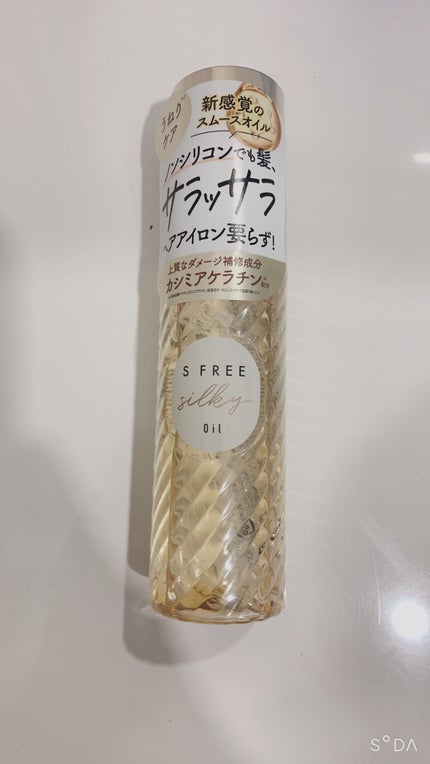 うねり
ケア
新感覚の
スムースオイル
ノンシリコンでも髪、
サラッサラ
ヘアアイロン要らず!
上質なダメージ補修成分
カシミアケラチン
配合
S FREE
silky
Oil
SODA